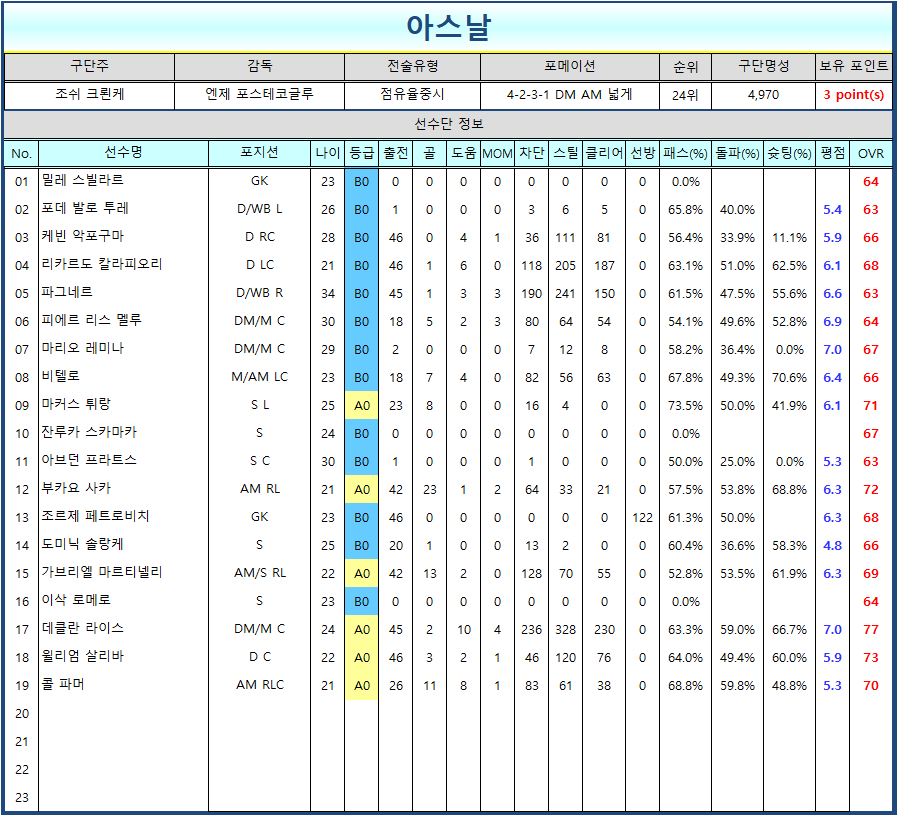 아스날
구단주 감독 전술유형 포메이션 순위 구단명성 보유 포인트
조쉬 크뢴케 엔제 포스테코글루 점유율중시 4-2-3-1 DM AM 넓게 24위 4,970 3 point(s)
선수단 정보
No. 선수명 포지션 나이 등급 출전 골 도움 MOM 차단 스틸 클리어 선방 패스(%) 돌파(%) 슛팅(%) 평점 OVR
01 밀레 스빌라르 GK 23 B0 0 0 0 0 0 0 0 0 0.0% 64
02 포데 발로 투레 D/WB L 26 B0 1 0 0 0 3 6 5 0 65.8% 40.0% 5.4 63
03 케빈 악포구마 D RC 28 B0 46 0 4 1 36 111 81 0 56.4% 33.9% 11.1% 5.9 66
04 리카르도 칼라피오리 D LC 21 B0 46 1 6 0 118 205 187 0 63.1% 51.0% 62.5% 6.1 68
05 파그네르 D/WB R 34 B0 45 1 3 3 190 241 150 0 61.5% 47.5% 55.6% 6.6 63
06 피에르 리스 멜루 DM/M C 30 B0 18 5 2 3 80 64 54 0 54.1% 49.6% 52.8% 6.9 64
07 마리오 레미나 DM/M C 29 B0 2 0 0 0 7 12 8 0 58.2% 36.4% 0.0% 7.0 67
08 비텔로 M/AM LC 23 B0 18 7 4 0 82 56 63 0 67.8% 49.3% 70.6% 6.4 66
09 마커스 튀랑 S L 25 A0 23 8 0 0 16 4 0 0 73.5% 50.0% 41.9% 6.1 71
10 잔루카 스카마카 S 24 B0 0 0 0 0 0 0 0 0 0.0% 67
11 아브던 프라트스 S C 30 B0 1 0 0 0 1 0 0 0 50.0% 25.0% 0.0% 5.3 63
12 부카요 사카 AM RL 21 A0 42 23 1 2 64 33 21 0 57.5% 53.8% 68.8% 6.3 72
13 조르제 페트로비치 GK 23 B0 46 0 0 0 0 0 0 122 61.3% 50.0% 6.3 68
14 도미닉 솔랑케 S 25 B0 20 1 0 0 13 2 0 0 60.4% 36.6% 58.3% 4.8 66
15 가브리엘 마르티넬리 AM/S RL 22 A0 42 13 2 0 128 70 55 0 52.8% 53.5% 61.9% 6.3 69
16 이삭 로메로 S 23 B0 0 0 0 0 0 0 0 0 0.0% 64
17 데클란 라이스 DM/M C 24 A0 45 2 10 4 236 328 230 0 63.3% 59.0% 66.7% 7.0 77
18 윌리엄 살리바 D C 22 A0 46 3 2 1 46 120 76 0 64.0% 49.4% 60.0% 5.9 73
19 콜 파머 AM RLC 21 A0 26 11 8 1 83 61 38 0 68.8% 59.8% 48.8% 5.3 70
20
21
22
23